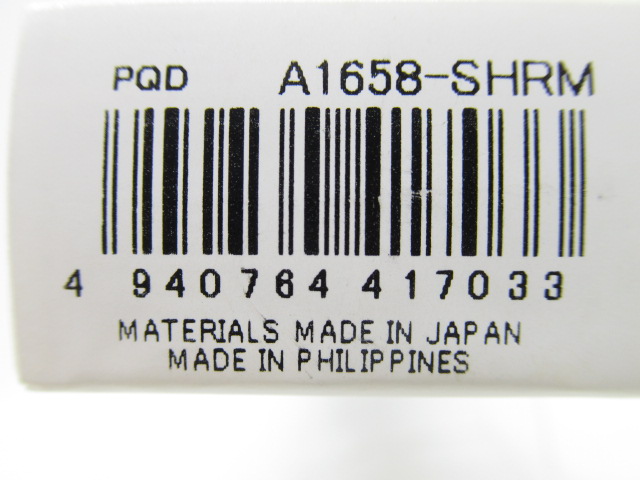 PQD A1658-SHRM
4 940764 417033
MATERIALS MADE IN JAPAN
MADE IN PHILIPPINES